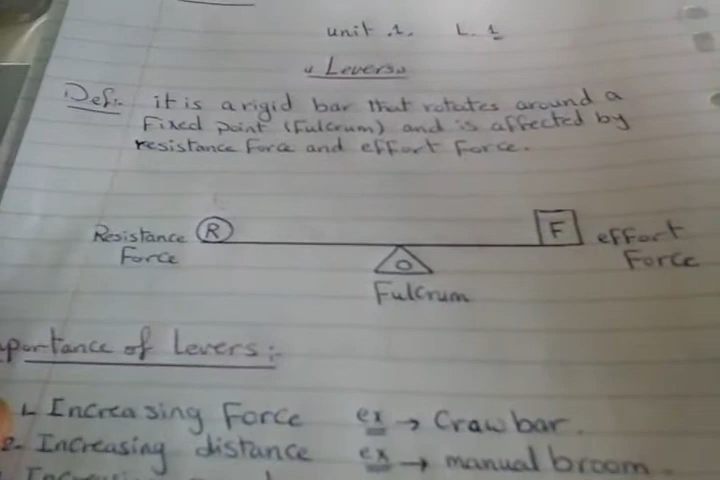 unit .1. L. 1
"Levers"
Def:- it is a rigid bar that rotates around a
Fixed point (Fulcrum) and is affected by
resistance Force and effort Force.
Resistance R F effort
Force Force
O
Fulcrum
portance of Levers:-
1- Increasing Force ex → Crawbar.
2- Increasing distance ex → manual broom.